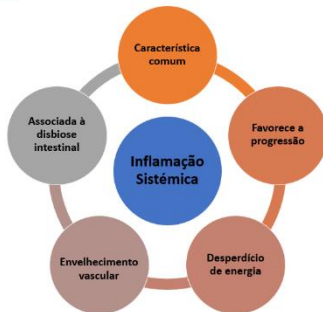 Característica
comum
Favorece a
progressão
Desperdício
de energia
Envelhecimento
vascular
Associada à
disbiose
intestinal
Inflamação
Sistémica